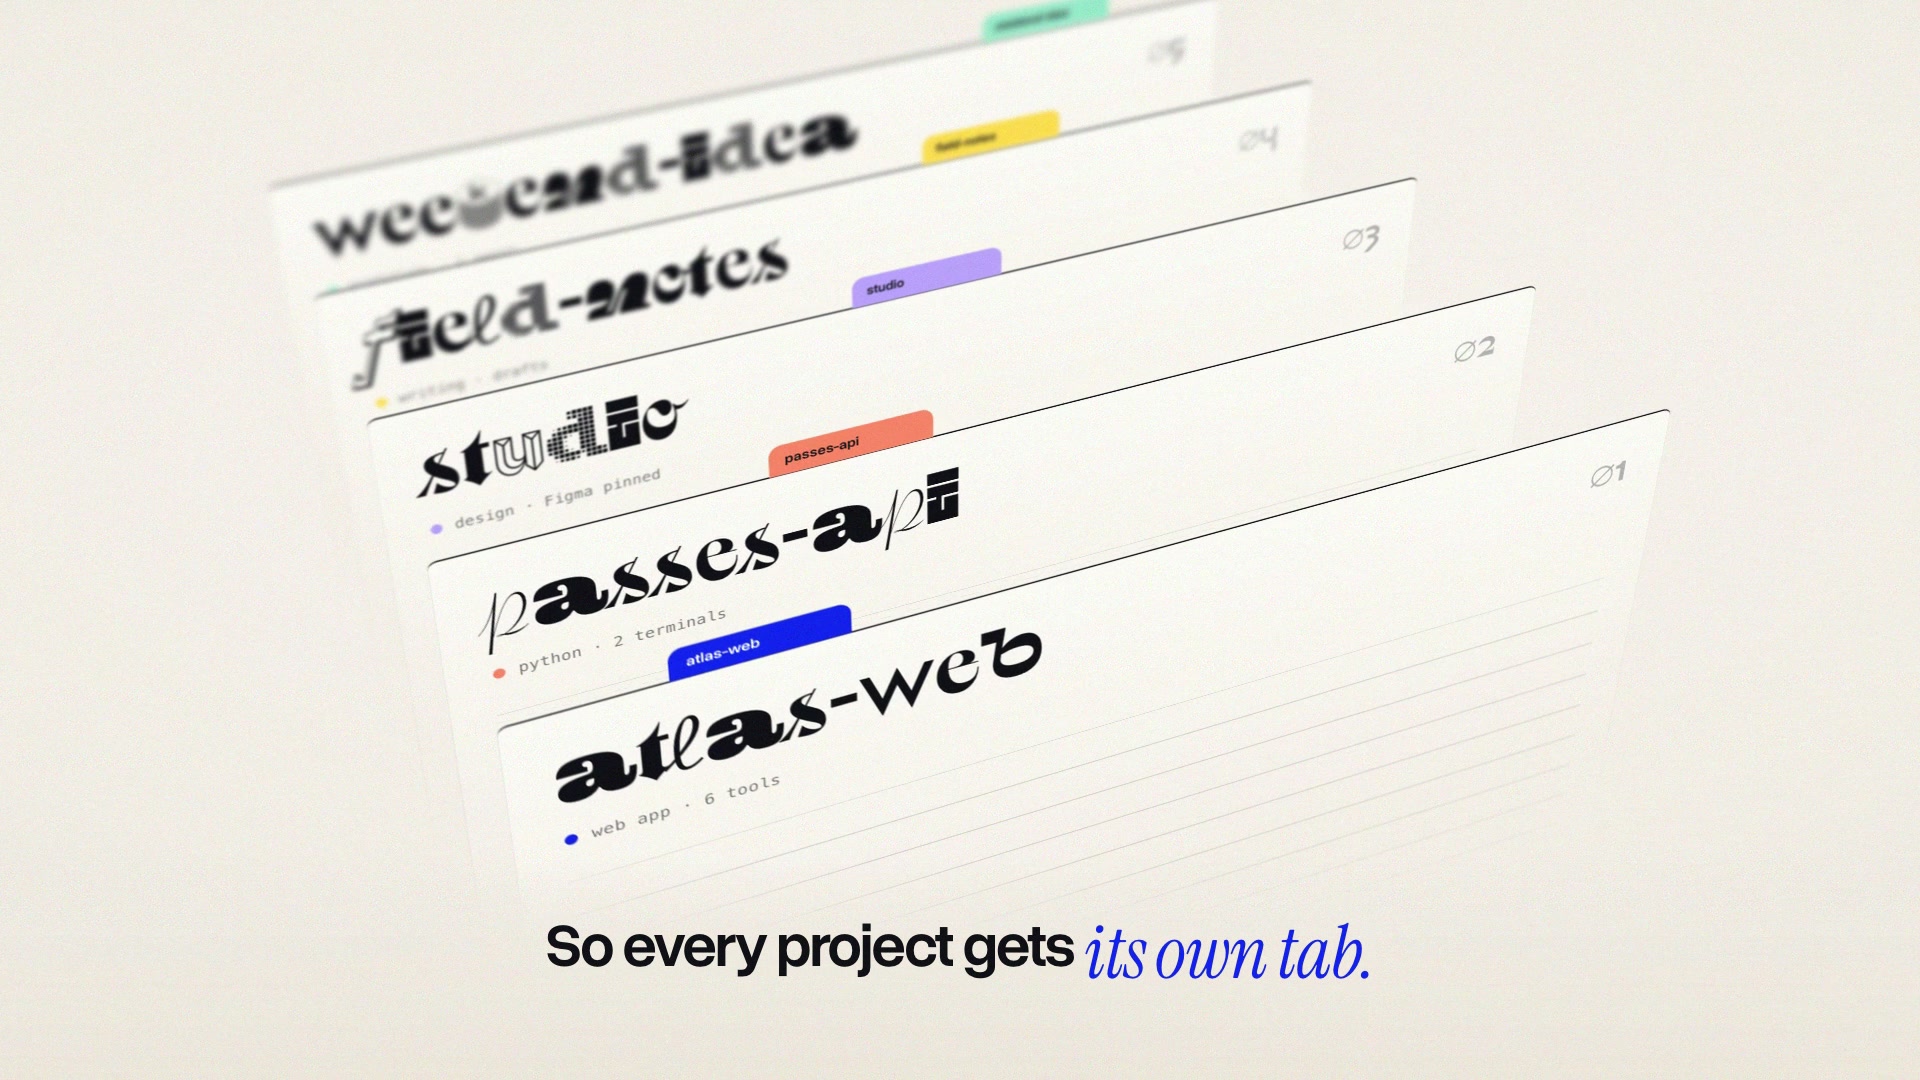 05
weekend-idea
field-notes
04
field-notes
writing · drafts
studio
03
studio
design · Figma pinned
passes-api
02
passes-api
python · 2 terminals
atlas-web
01
atlas-web
web app · 6 tools
So every project gets its own tab.